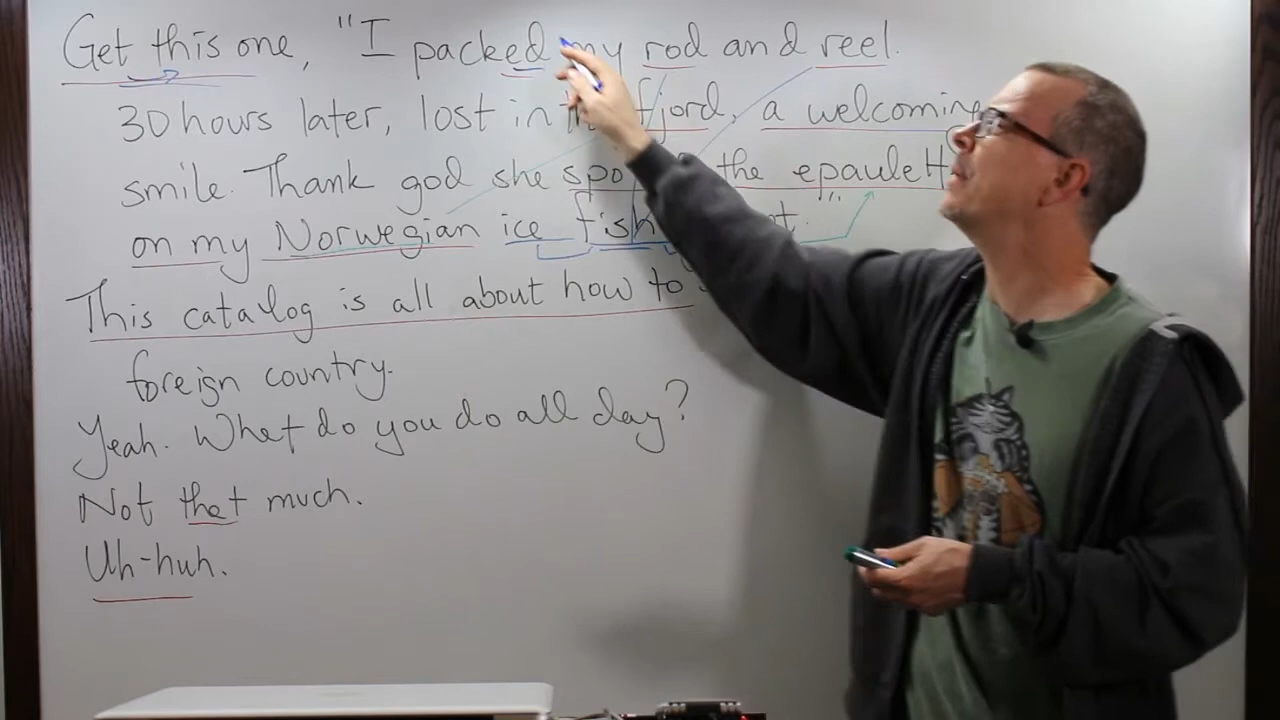 Get this one, "I packed my rod and reel.
30 hours later, lost in the fjord, a welcoming
smile. Thank god she the epaulett
on my Norwegian ice fish
This catalog is all about how to
foreign country.
Yeah. What do you do all day?
Not that much.
Uh-huh.